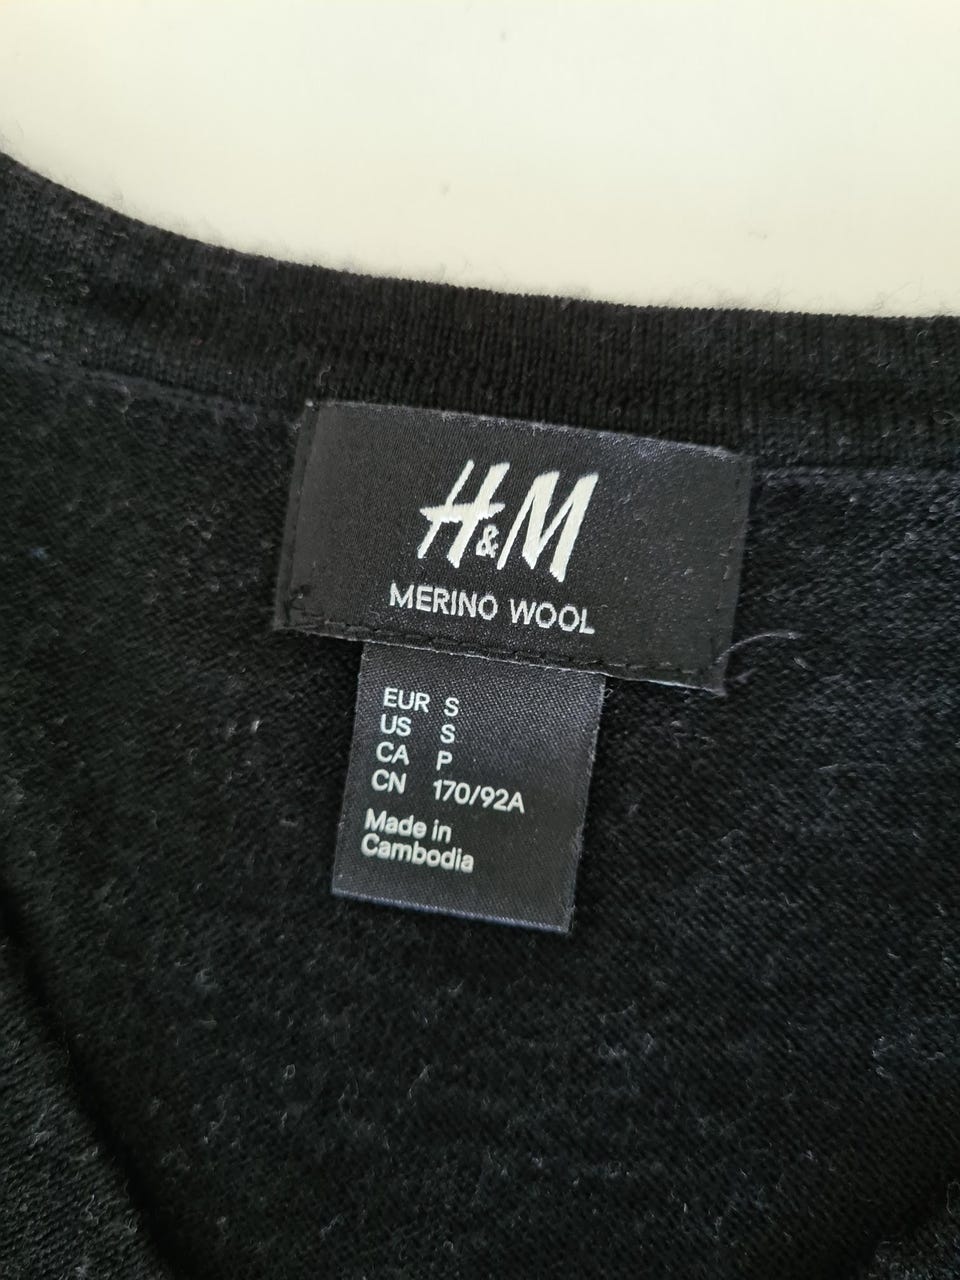 H&M
MERINO WOOL
EUR S
US S
CA P
CN 170/92A
Made in
Cambodia